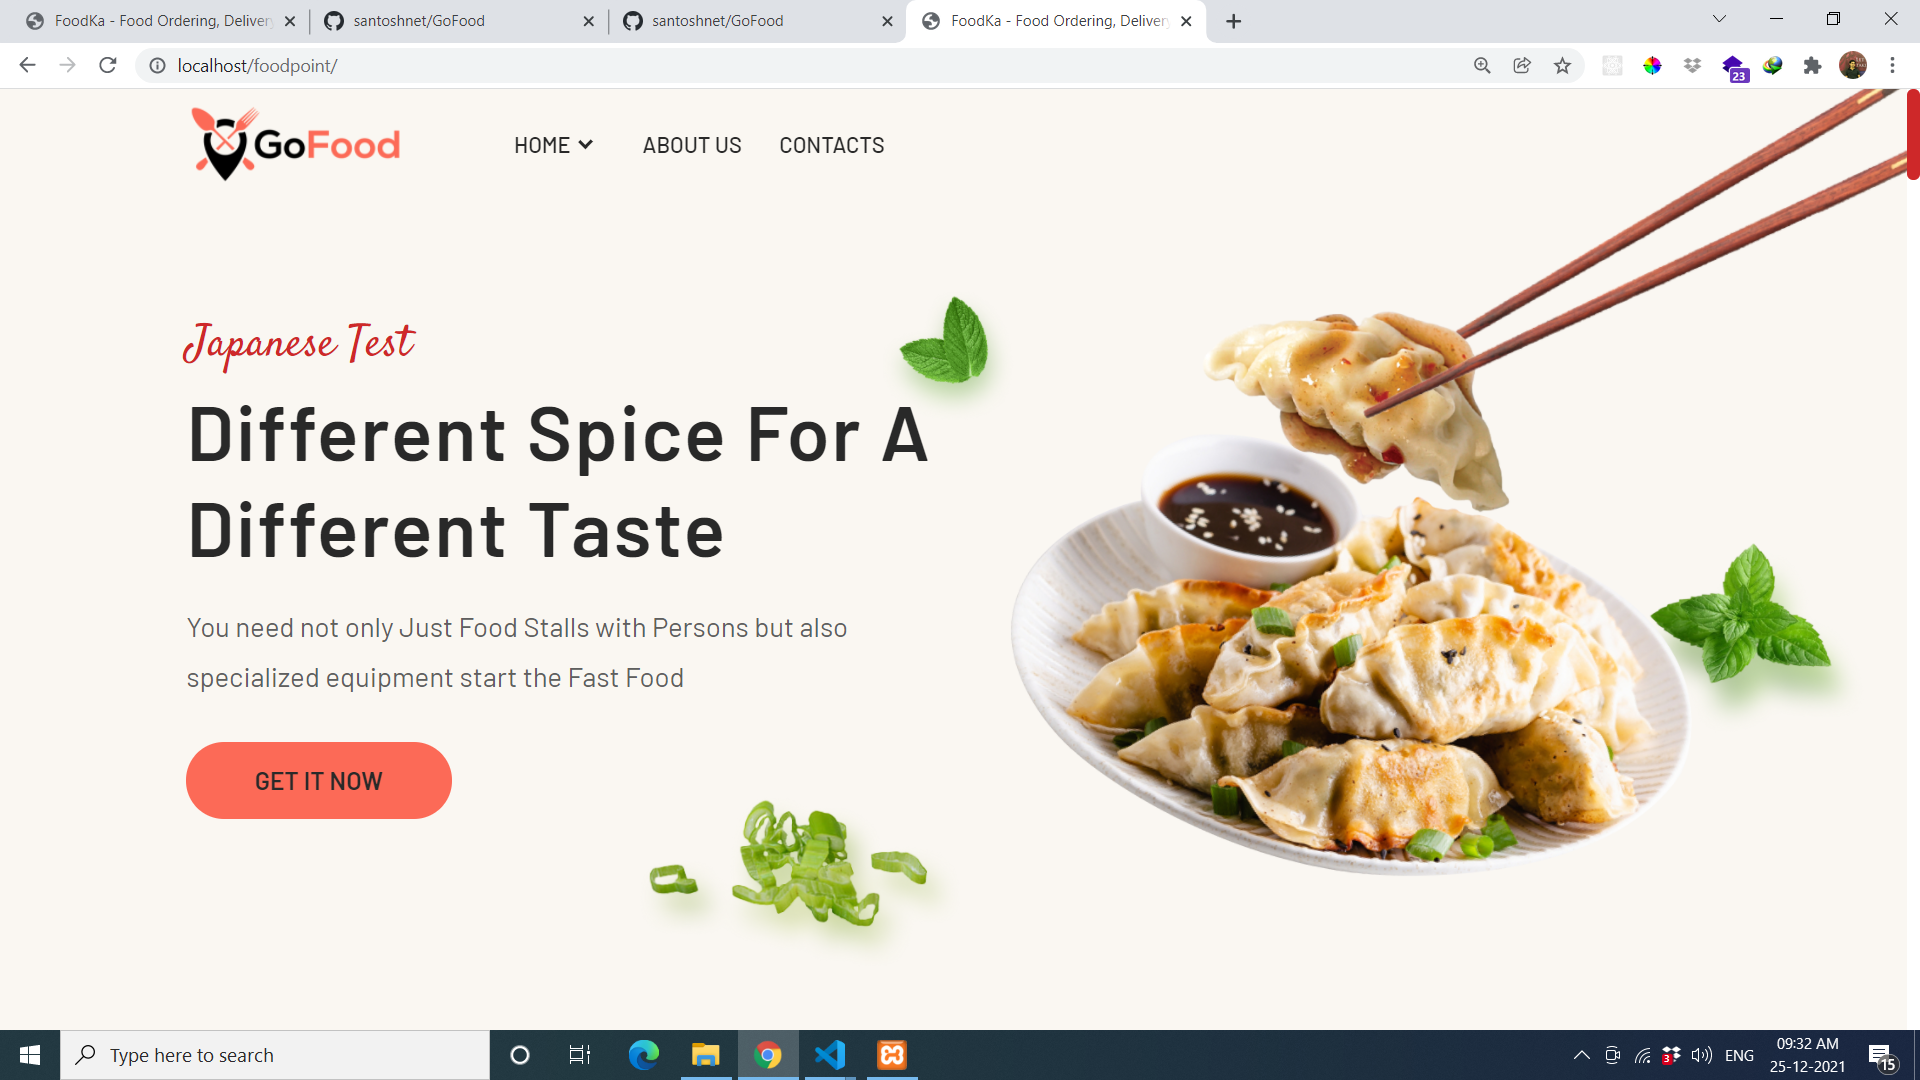 FoodKa - Food Ordering, Delivery
santoshnet/GoFood
santoshnet/GoFood
FoodKa - Food Ordering, Delivery
localhost/foodpoint/
23
GoFood
HOME
ABOUT US
CONTACTS
Japanese Test
Different Spice For A
Different Taste
You need not only Just Food Stalls with Persons but also
specialized equipment start the Fast Food
GET IT NOW
Type here to search
3
ENG
09:32 AM
25-12-2021
15